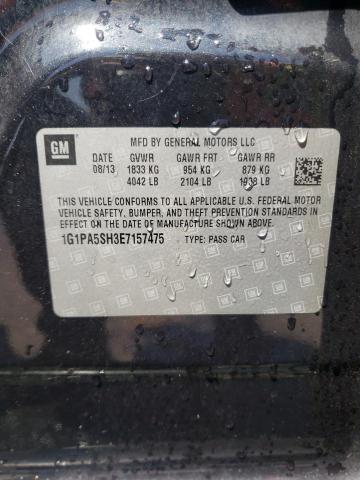 GM
MFD BY GENERAL MOTORS LLC
DATE GVWR GAWR FRT GAWR RR
08/13 1833 KG 954 KG 879 KG
4042 LB 2104 LB 1938 LB
THIS VEHICLE CONFORMS TO ALL APPLICABLE U.S. FEDERAL MOTOR
VEHICLE SAFETY, BUMPER, AND THEFT PREVENTION STANDARDS
IN EFFECT ON THE DATE OF MANUFACTURE SHOWN ABOVE.
1G1PA5SH3E7157475 TYPE: PASS CAR